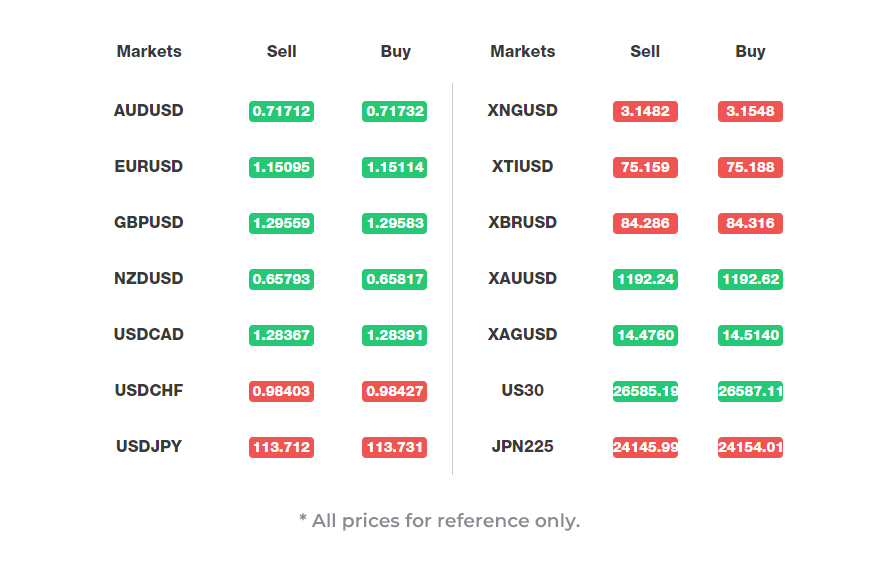 Markets Sell Buy Markets Sell Buy
AUDUSD 0.71712 0.71732 XNGUSD 3.1482 3.1548
EURUSD 1.15095 1.15114 XTIUSD 75.159 75.188
GBPUSD 1.29559 1.29583 XBRUSD 84.286 84.316
NZDUSD 0.65793 0.65817 XAUUSD 1192.24 1192.62
USDCAD 1.28367 1.28391 XAGUSD 14.4760 14.5140
USDCHF 0.98403 0.98427 US30 26585.19 26587.11
USDJPY 113.712 113.731 JPN225 24145.99 24154.01
* All prices for reference only.